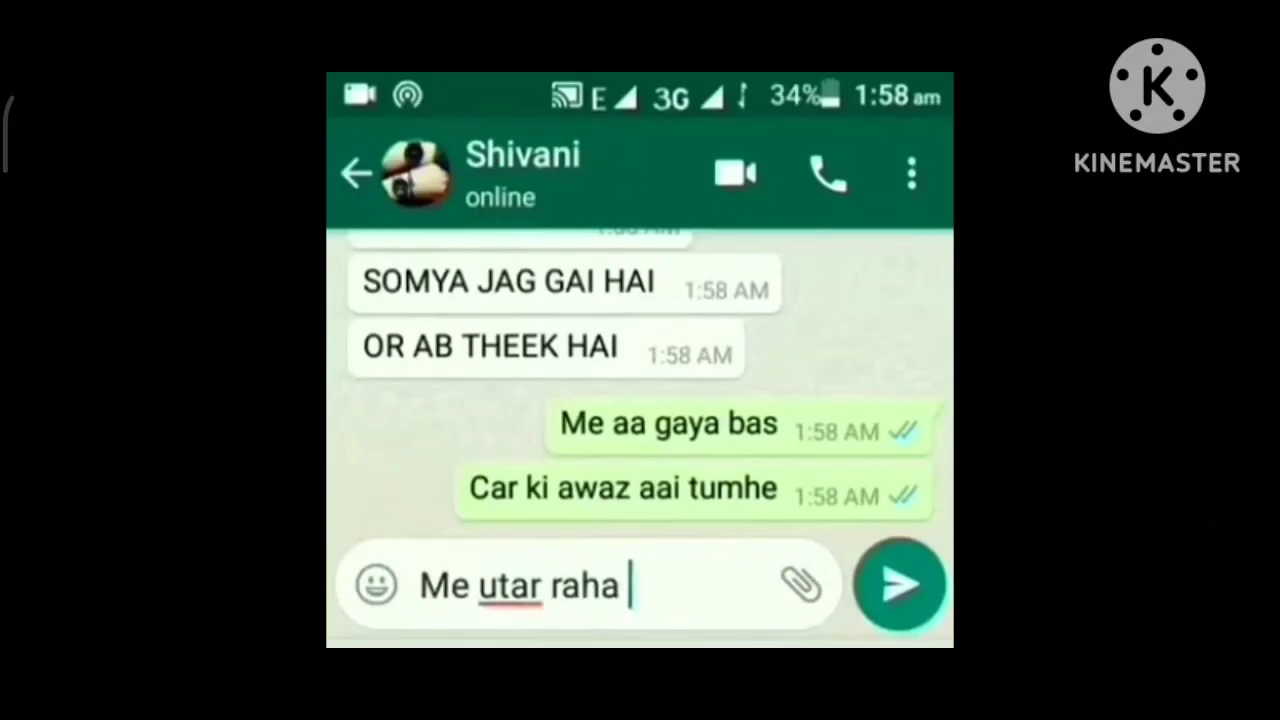 E 3G 34% 1:58 am
KINEMASTER
Shivani
online
SOMYA JAG GAI HAI 1:58 AM
OR AB THEEK HAI 1:58 AM
Me aa gaya bas 1:58 AM
Car ki awaz aai tumhe 1:58 AM
Me utar raha